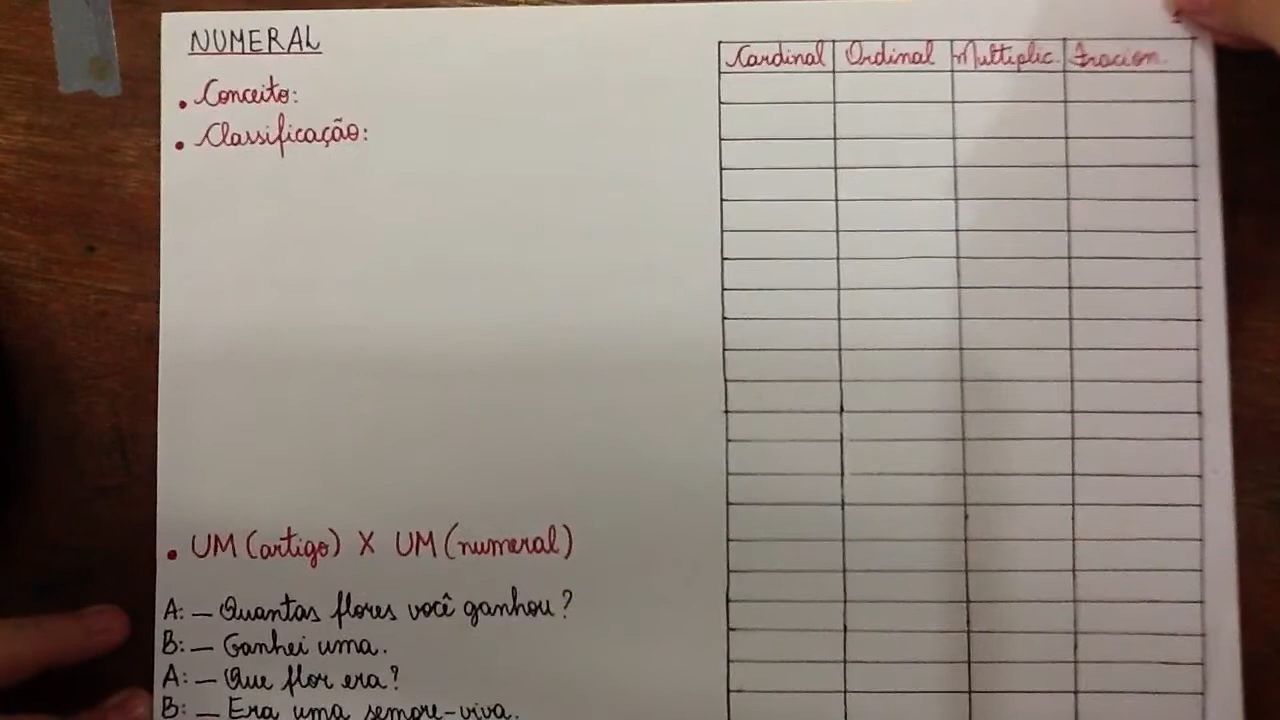 NUMERAL
• Conceito:
• Classificação:
• UM (artigo) X UM (numeral)
A: — Quantas flores você ganhou?
B: — Ganhei uma.
A: — Que flor era?
B: — Era uma sempre-viva.
Cardinal Ordinal Multiplic. Fracion.